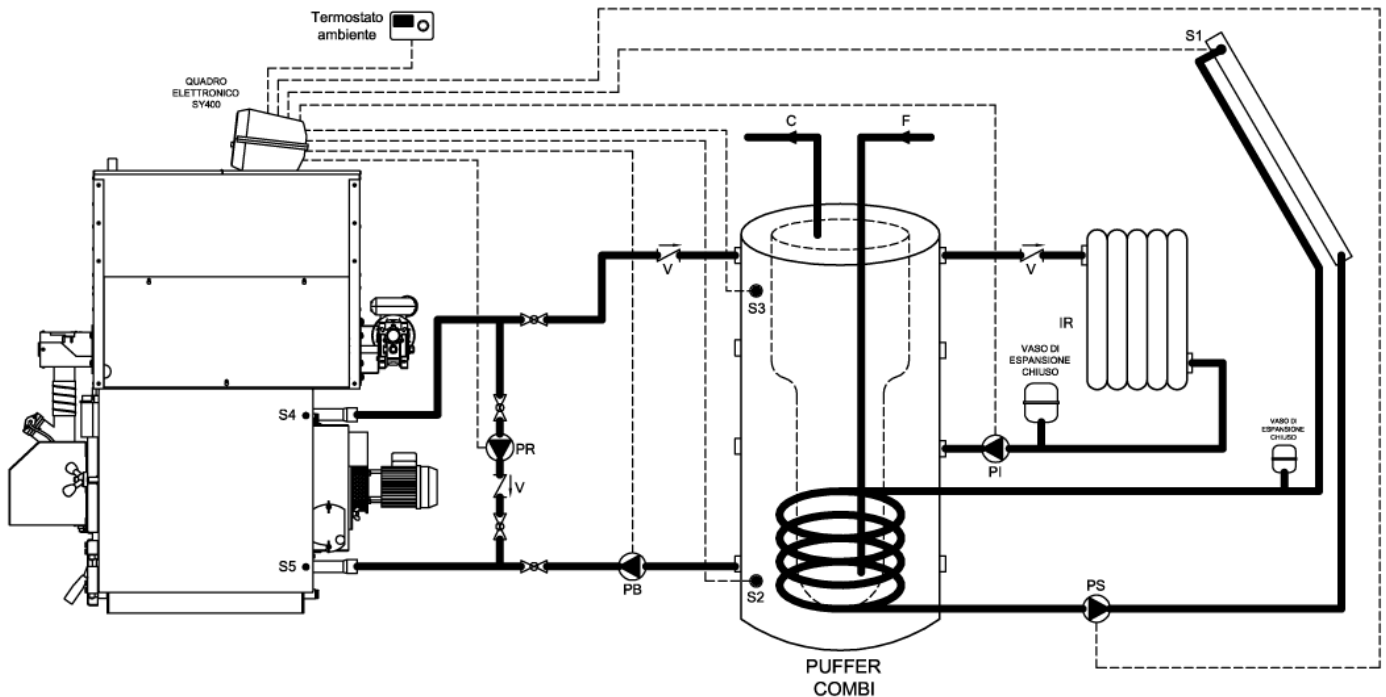 Termostato
ambiente
QUADRO
ELETTRONICO
SY400
S1
C
F
V
V
S3
IR
VASO DI
ESPANSIONE
CHIUSO
S4
VASO DI
ESPANSIONE
CHIUSO
PR
PI
V
S5
PB
S2
PS
PUFFER
COMBI